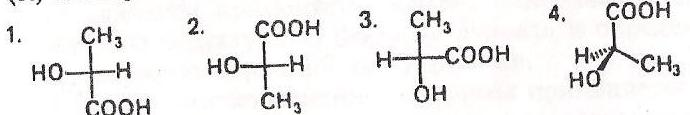 1. CH3 HO H COOH
2. COOH HO H CH3
3. CH3 H COOH OH
4. COOH H HO CH3